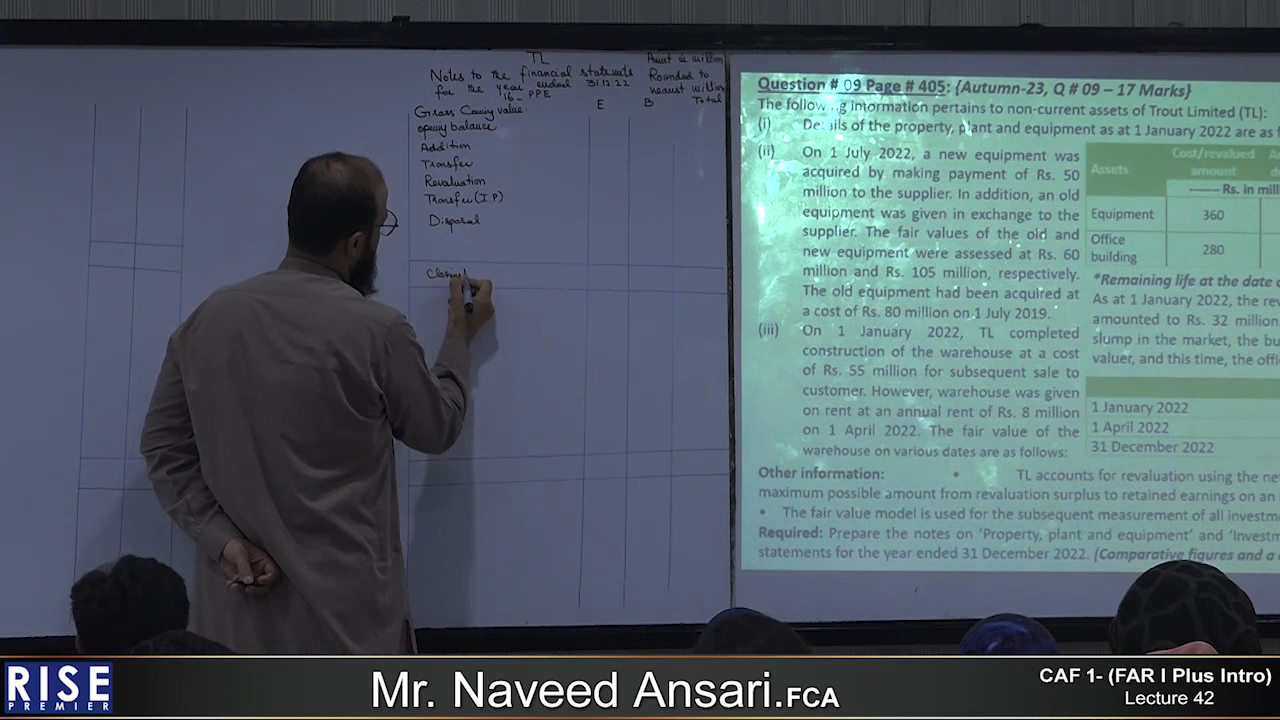 TL
Notes to the financial statements
for the year ended 31.12.22
16- PPE
Amt in million
Rounded to
nearest million
E B Total
Gross Carrying value:
opening balance
Addition
Transfer
Revaluation
Transfer (I.P)
Disposal
Closing
Question # 09 Page # 405: {Autumn-23, Q # 09 – 17 Marks}
The following information pertains to non-current assets of Trout Limited (TL):
(i) Details of the property, plant and equipment as at 1 January 2022 are as
(ii) On 1 July 2022, a new equipment was
acquired by making payment of Rs. 50
million to the supplier. In addition, an old
equipment was given in exchange to the
supplier. The fair values of the old and
new equipment were assessed at Rs. 60
million and Rs. 105 million, respectively.
The old equipment had been acquired at
a cost of Rs. 80 million on 1 July 2019.
(iii) On 1 January 2022, TL completed
construction of the warehouse at a cost
of Rs. 55 million for subsequent sale to
customer. However, warehouse was given
on rent at an annual rent of Rs. 8 million
on 1 April 2022. The fair value of the
warehouse on various dates are as follows:
Assets Cost/revalued
amount
------- Rs. in mill
Equipment 360
Office
building 280
*Remaining life at the date
As at 1 January 2022, the rev
amounted to Rs. 32 million
slump in the market, the bu
valuer, and this time, the offi
1 January 2022
1 April 2022
31 December 2022
Other information: • TL accounts for revaluation using the ne
maximum possible amount from revaluation surplus to retained earnings on an
• The fair value model is used for the subsequent measurement of all investm
Required: Prepare the notes on 'Property, plant and equipment' and 'Investm
statements for the year ended 31 December 2022. (Comparative figures and a
RISE
PREMIER
Mr. Naveed Ansari.FCA
CAF 1- (FAR I Plus Intro)
Lecture 42